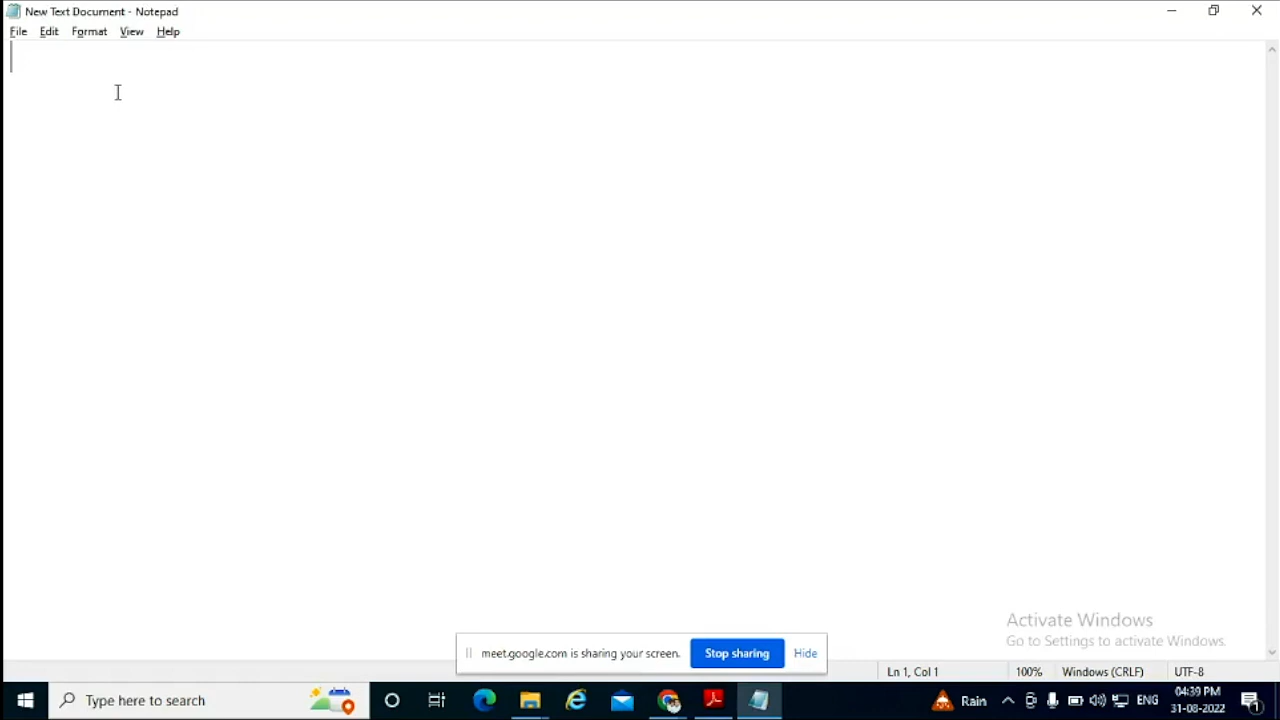 New Text Document - Notepad
File Edit Format View Help
Activate Windows
Go to Settings to activate Windows.
meet.google.com is sharing your screen. Stop sharing Hide
Ln 1, Col 1 100% Windows (CRLF) UTF-8
Type here to search Rain ENG 04:39 PM
31-08-2022 1